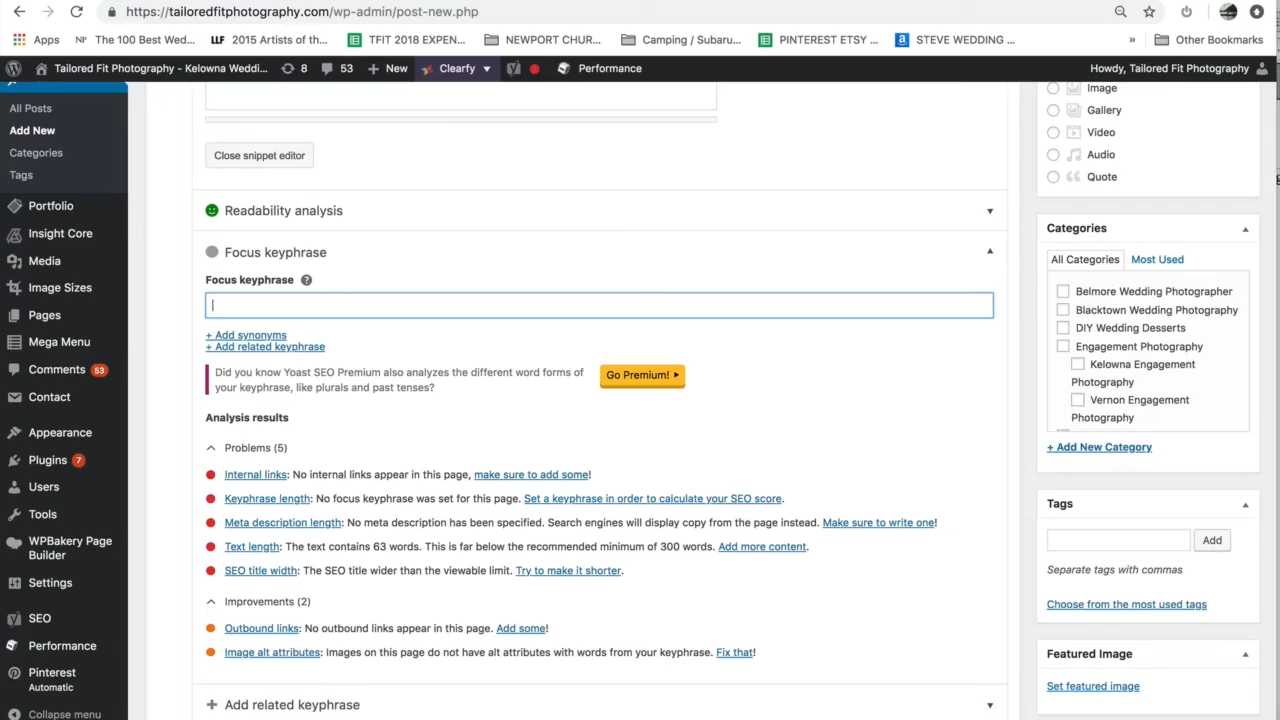 https://tailoredfitphotography.com/wp-admin/post-new.php
Apps NP The 100 Best Wed... LLF 2015 Artists of th... TFIT 2018 EXPEN... NEWPORT CHUR... Camping / Subaru... PINTEREST ETSY ... a STEVE WEDDING ... » Other Bookmarks
Tailored Fit Photography - Kelowna Weddi... 8 53 + New Clearfy ▼ Performance Howdy, Tailored Fit Photography
All Posts
Add New
Categories
Tags
Portfolio
Insight Core
Media
Image Sizes
Pages
Mega Menu
Comments 53
Contact
Appearance
Plugins 7
Users
Tools
WPBakery Page
Builder
Settings
SEO
Performance
Pinterest
Automatic
Collapse menu
Close snippet editor
Readability analysis
Focus keyphrase
Focus keyphrase ?
+ Add synonyms
+ Add related keyphrase
Did you know Yoast SEO Premium also analyzes the different word forms of
your keyphrase, like plurals and past tenses?
Go Premium!
Analysis results
Problems (5)
Internal links: No internal links appear in this page, make sure to add some!
Keyphrase length: No focus keyphrase was set for this page. Set a keyphrase in order to calculate your SEO score.
Meta description length: No meta description has been specified. Search engines will display copy from the page instead. Make sure to write one!
Text length: The text contains 63 words. This is far below the recommended minimum of 300 words. Add more content.
SEO title width: The SEO title wider than the viewable limit. Try to make it shorter.
Improvements (2)
Outbound links: No outbound links appear in this page. Add some!
Image alt attributes: Images on this page do not have alt attributes with words from your keyphrase. Fix that!
+ Add related keyphrase
Image
Gallery
Video
Audio
Quote
Categories
All Categories Most Used
Belmore Wedding Photographer
Blacktown Wedding Photography
DIY Wedding Desserts
Engagement Photography
Kelowna Engagement
Photography
Vernon Engagement
Photography
+ Add New Category
Tags
Add
Separate tags with commas
Choose from the most used tags
Featured Image
Set featured image